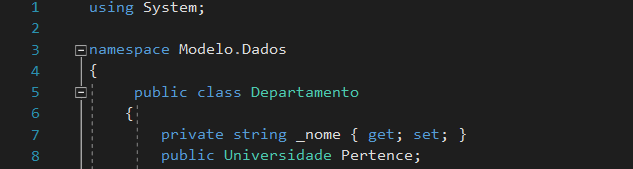 1 using System;
2
3 namespace Modelo.Dados
4 {
5 public class Departamento
6 {
7 private string _nome { get; set; }
8 public Universidade Pertence;